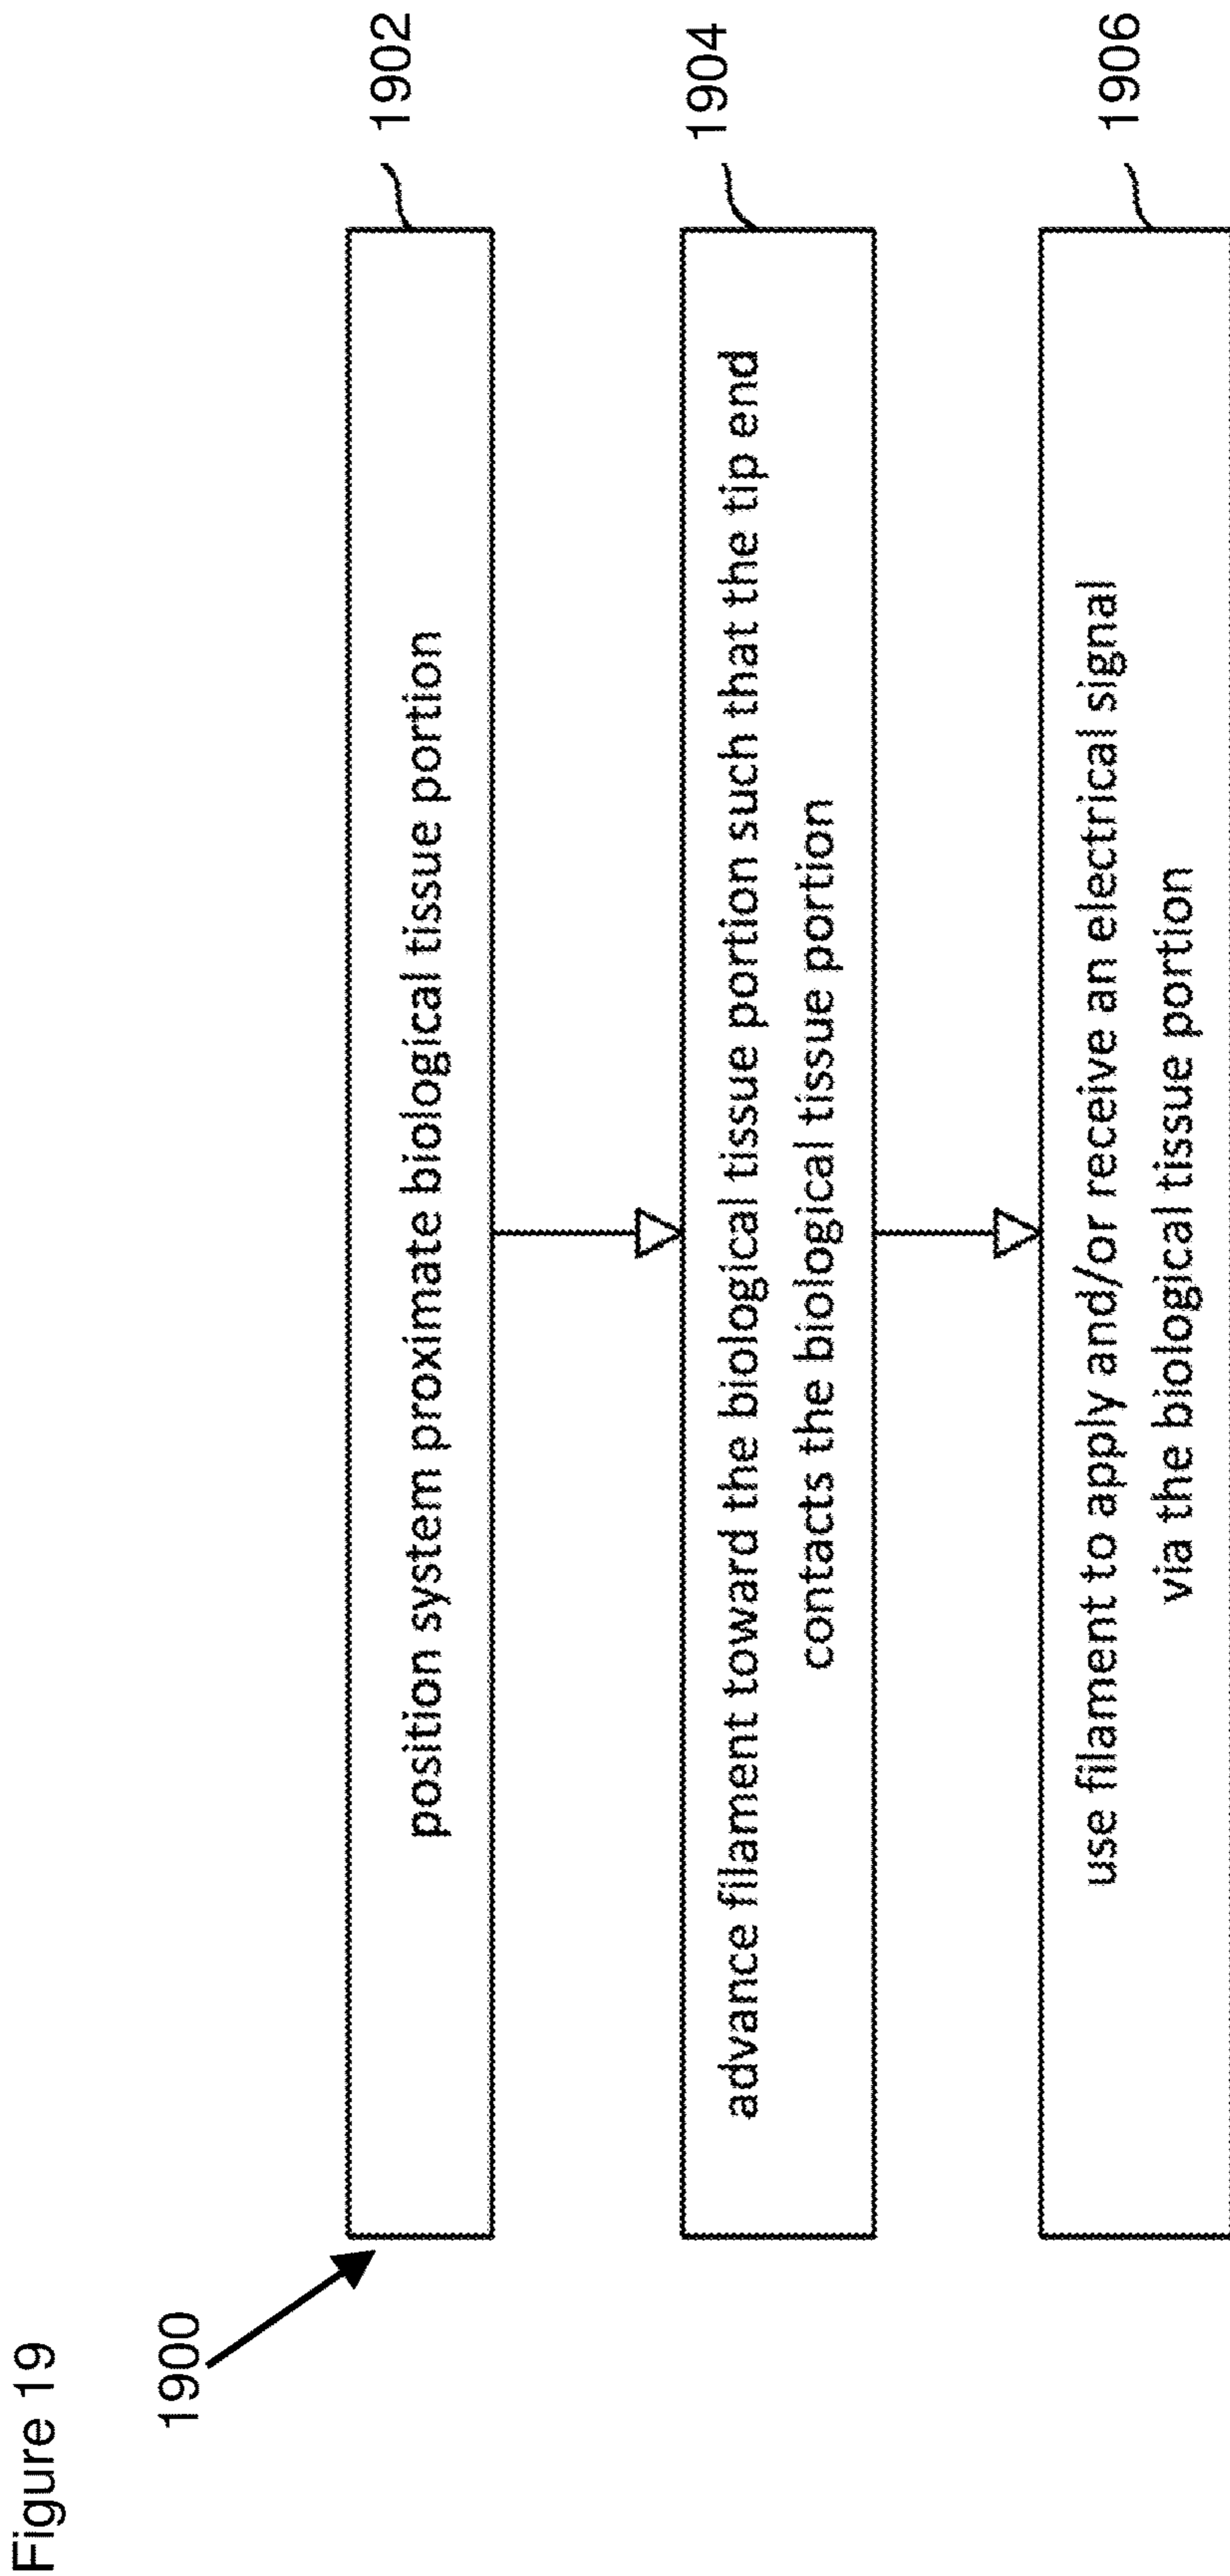 Figure 19
1900
position system proximate biological tissue portion
1902
advance filament toward the biological tissue portion such that the tip end
contacts the biological tissue portion
1904
use filament to apply and/or receive an electrical signal
via the biological tissue portion
1906